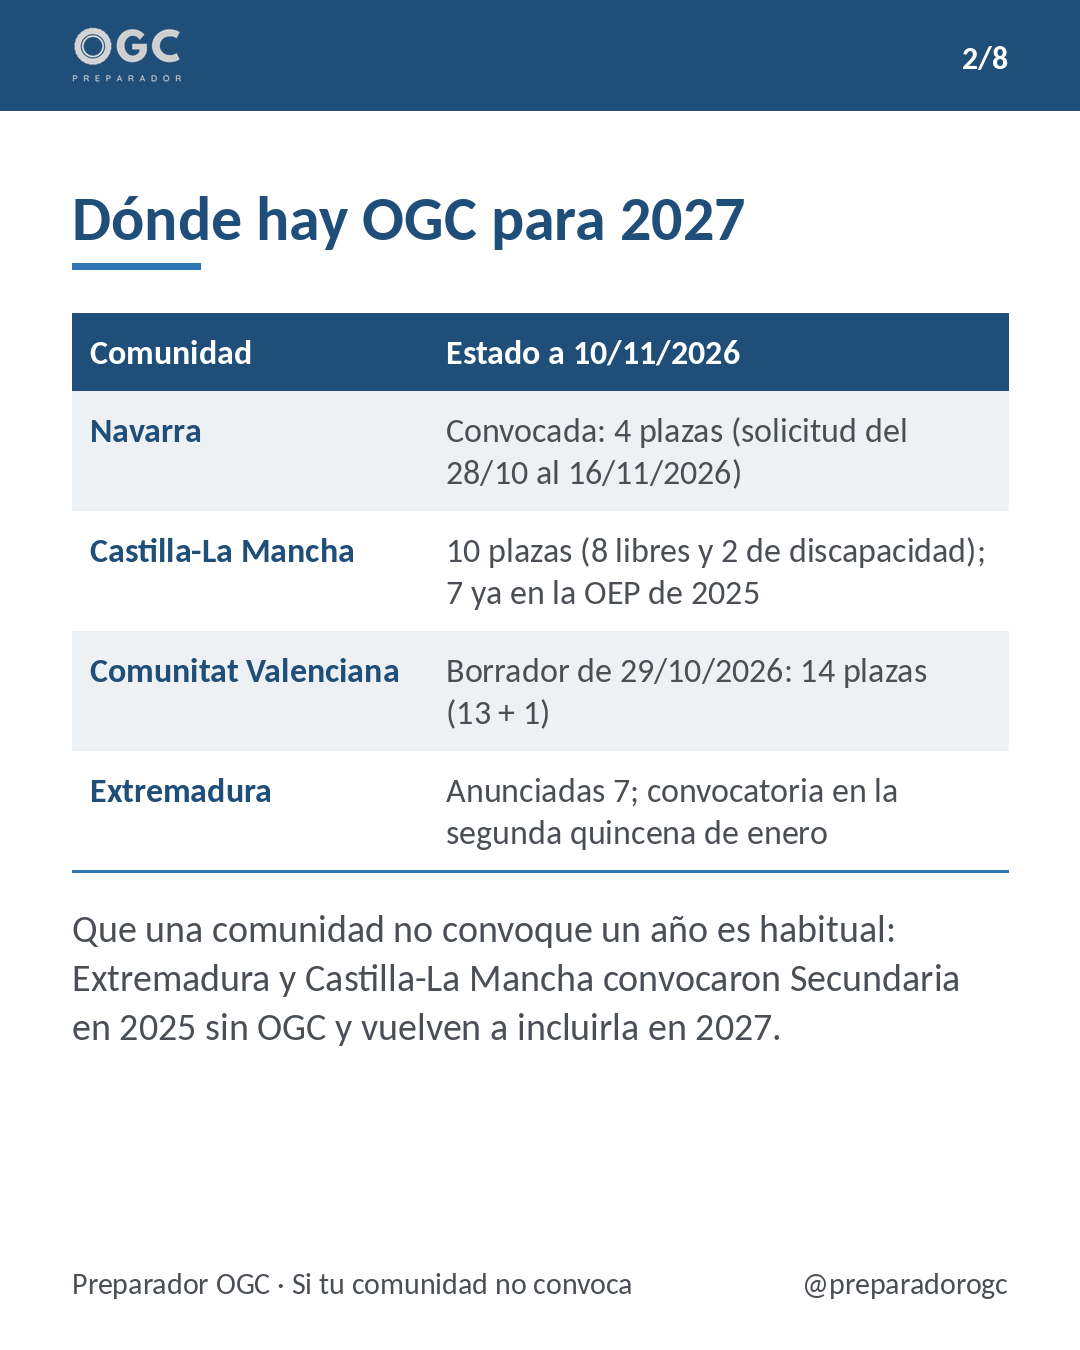 OGC
PREPARADOR
2/8
Dónde hay OGC para 2027
Comunidad
Estado a 10/11/2026
Navarra
Convocada: 4 plazas (solicitud del
28/10 al 16/11/2026)
Castilla-La Mancha
10 plazas (8 libres y 2 de discapacidad);
7 ya en la OEP de 2025
Comunitat Valenciana
Borrador de 29/10/2026: 14 plazas
(13 + 1)
Extremadura
Anunciadas 7; convocatoria en la
segunda quincena de enero
Que una comunidad no convoque un año es habitual:
Extremadura y Castilla-La Mancha convocaron Secundaria
en 2025 sin OGC y vuelven a incluirla en 2027.
Preparador OGC · Si tu comunidad no convoca
@preparadorogc